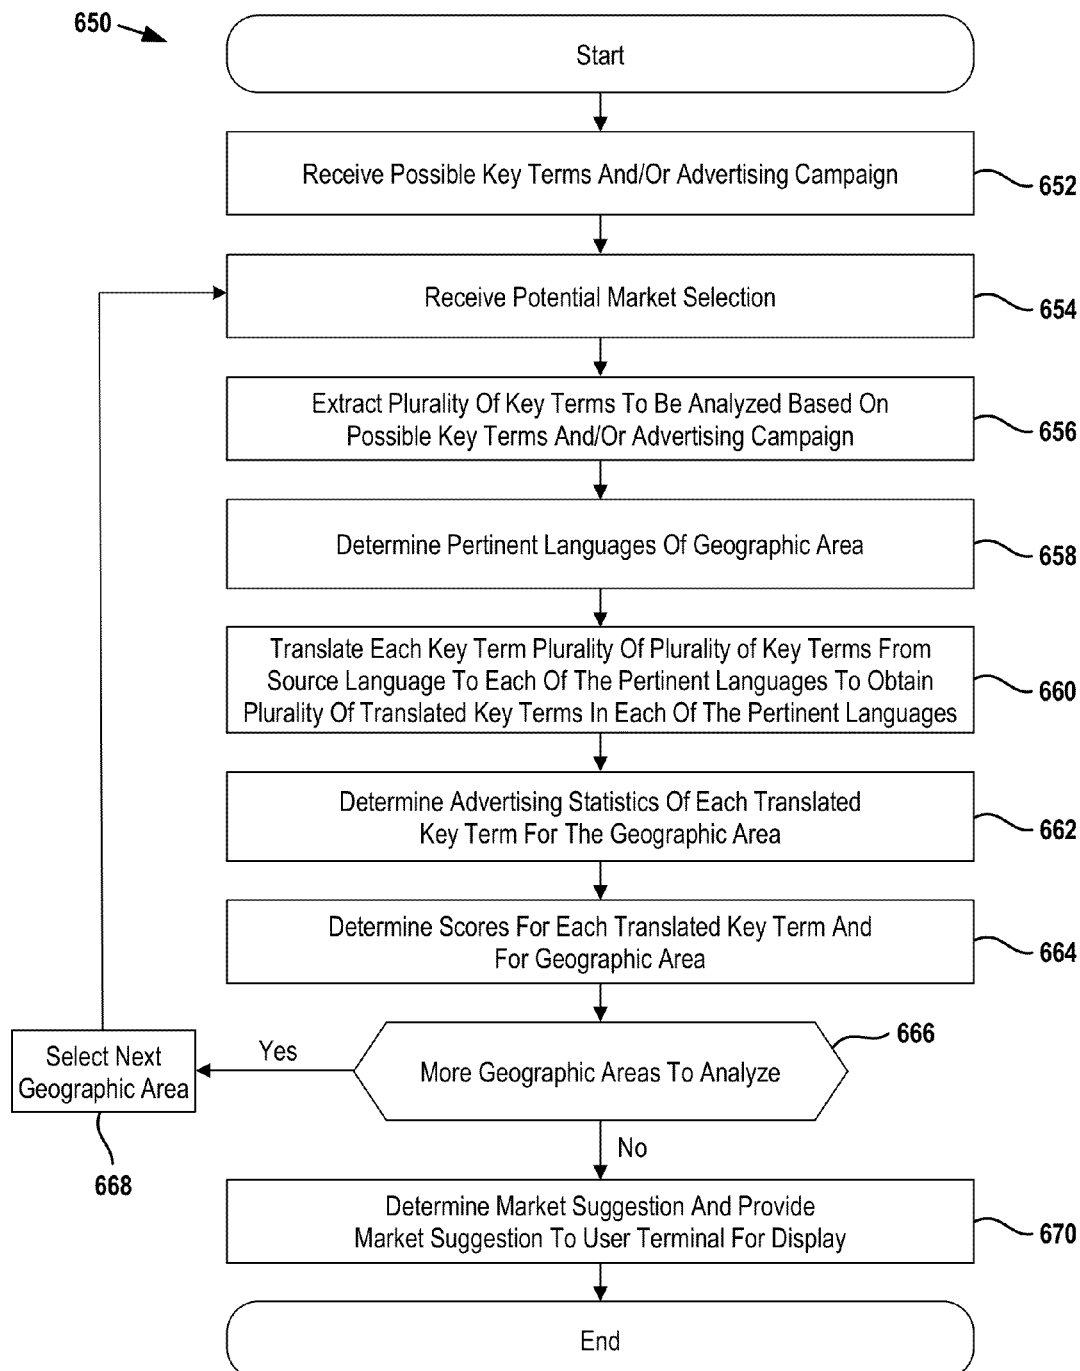 650
Start
Receive Possible Key Terms And/Or Advertising Campaign
652
Receive Potential Market Selection
654
Extract Plurality Of Key Terms To Be Analyzed Based On
Possible Key Terms And/Or Advertising Campaign
656
Determine Pertinent Languages Of Geographic Area
658
Translate Each Key Term Plurality Of Plurality of Key Terms From
Source Language To Each Of The Pertinent Languages To Obtain
Plurality Of Translated Key Terms In Each Of The Pertinent Languages
660
Determine Advertising Statistics Of Each Translated
Key Term For The Geographic Area
662
Determine Scores For Each Translated Key Term And
For Geographic Area
664
More Geographic Areas To Analyze
666
Yes
Select Next
Geographic Area
668
No
Determine Market Suggestion And Provide
Market Suggestion To User Terminal For Display
670
End